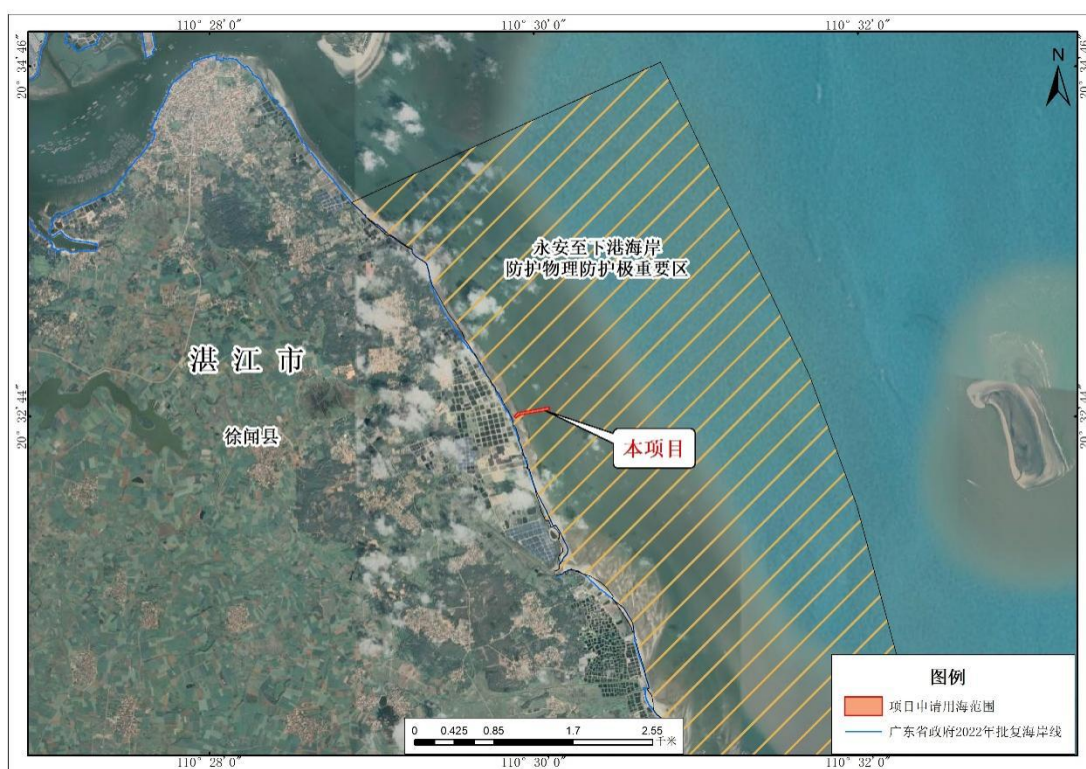 110° 28′0″
110° 30′0″
110° 32′0″
20° 34′46″
20° 34′46″
N
永安至下港海岸
防护物理防护极重要区
湛江市
20° 32′44″
20° 32′44″
本项目
徐闻县
图例
项目申请用海范围
广东省政府2022年批复海岸线
0 0.425 0.85 1.7 2.55
千米
110° 28′0″
110° 30′0″
110° 32′0″